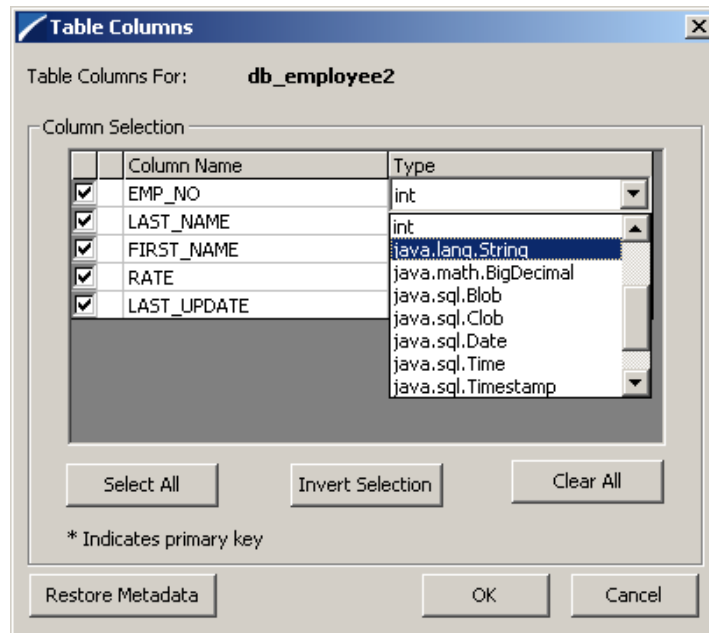 Table Columns
Table Columns For: db_employee2
Column Selection
Column Name Type
EMP_NO int
LAST_NAME int
FIRST_NAME java.lang.String
RATE java.math.BigDecimal
java.sql.Blob
LAST_UPDATE java.sql.Clob
java.sql.Date
java.sql.Time
java.sql.Timestamp
Select All Invert Selection Clear All
* Indicates primary key
Restore Metadata OK Cancel